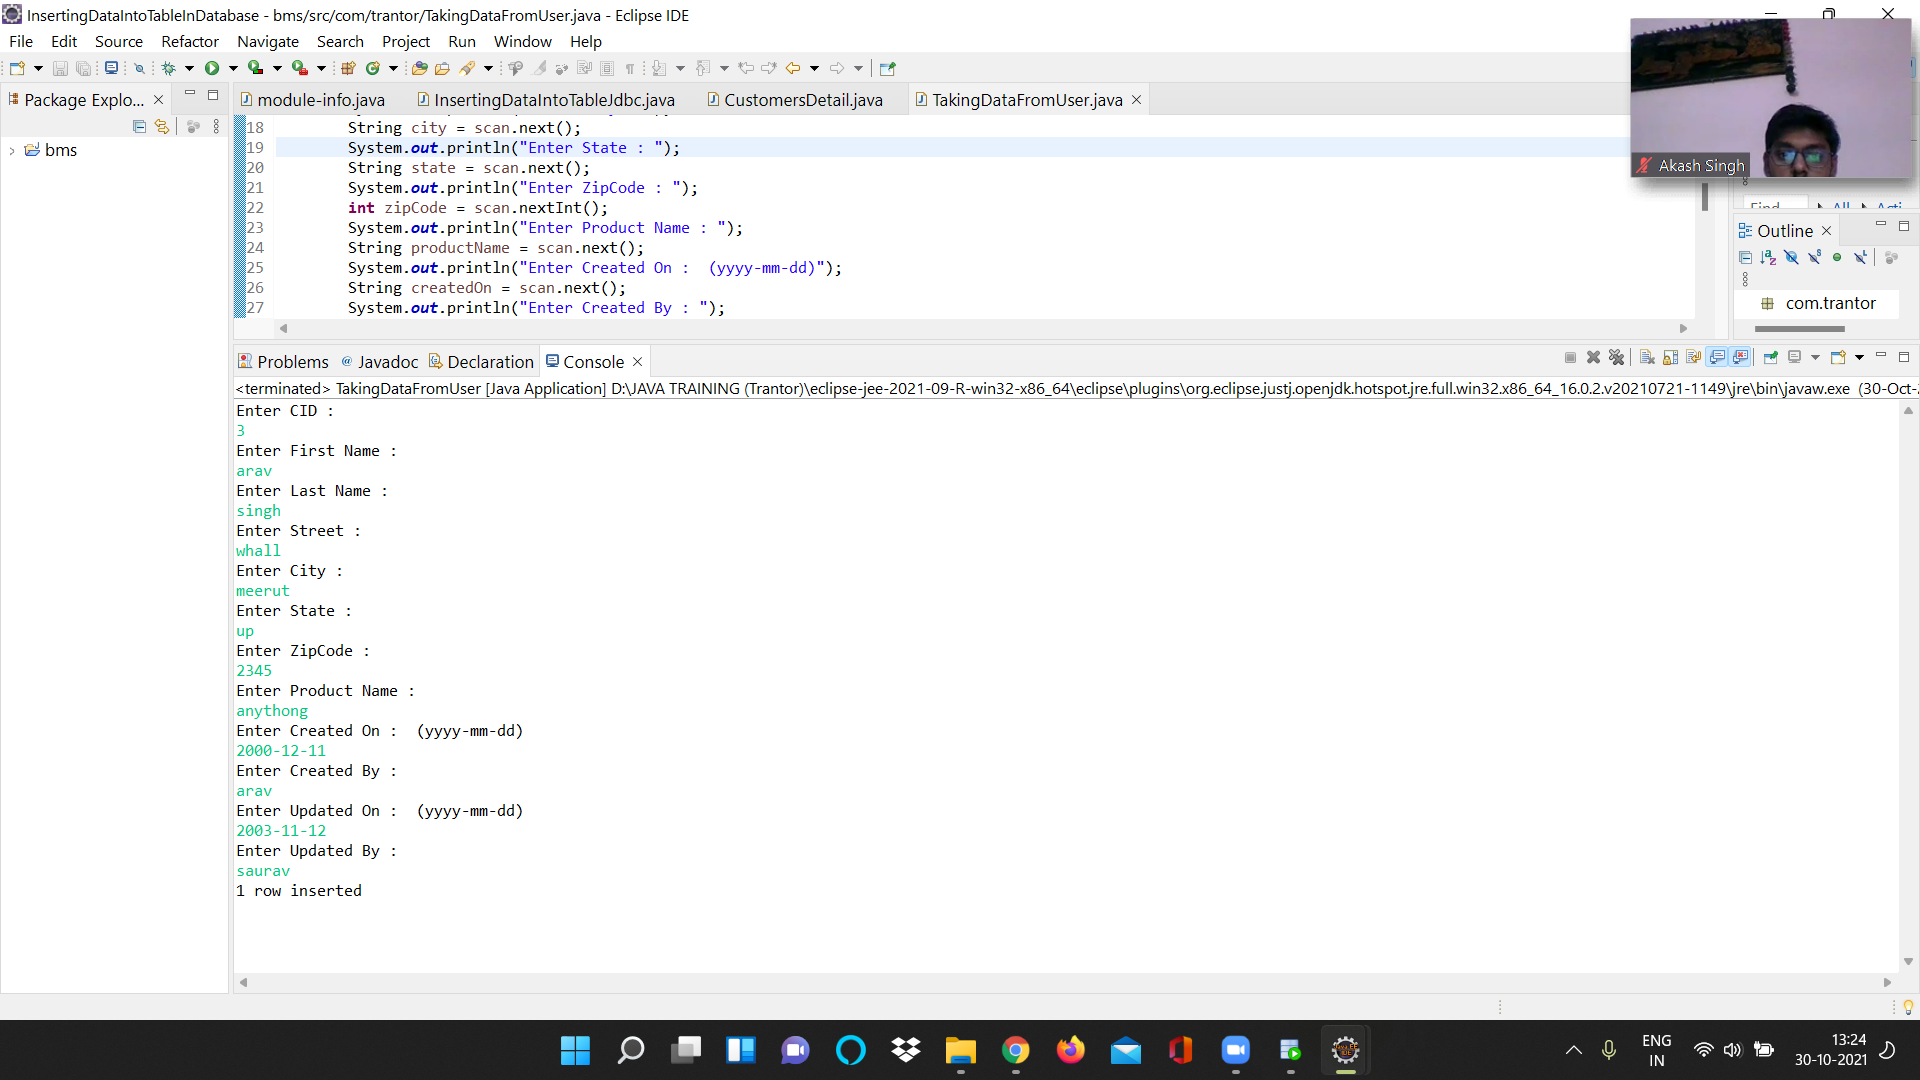 InsertingDataIntoTableInDatabase - bms/src/com/trantor/TakingDataFromUser.java - Eclipse IDE
File Edit Source Refactor Navigate Search Project Run Window Help
Package Explo...
module-info.java InsertingDataIntoTableJdbc.java CustomersDetail.java TakingDataFromUser.java
bms
18 String city = scan.next();
19 System.out.println("Enter State : ");
20 String state = scan.next();
21 System.out.println("Enter ZipCode : ");
22 int zipCode = scan.nextInt();
23 System.out.println("Enter Product Name : ");
24 String productName = scan.next();
25 System.out.println("Enter Created On :  (yyyy-mm-dd)");
26 String createdOn = scan.next();
27 System.out.println("Enter Created By : ");
Akash Singh
Find All Acti
Outline
com.trantor
Problems Javadoc Declaration Console
<terminated> TakingDataFromUser [Java Application] D:\JAVA TRAINING (Trantor)\eclipse-jee-2021-09-R-win32-x86_64\eclipse\plugins\org.eclipse.justj.openjdk.hotspot.jre.full.win32.x86_64_16.0.2.v20210721-1149\jre\bin\javaw.exe (30-Oct-
Enter CID :
3
Enter First Name :
arav
Enter Last Name :
singh
Enter Street :
whall
Enter City :
meerut
Enter State :
up
Enter ZipCode :
2345
Enter Product Name :
anythong
Enter Created On :  (yyyy-mm-dd)
2000-12-11
Enter Created By :
arav
Enter Updated On :  (yyyy-mm-dd)
2003-11-12
Enter Updated By :
saurav
1 row inserted
ENG
IN
13:24
30-10-2021